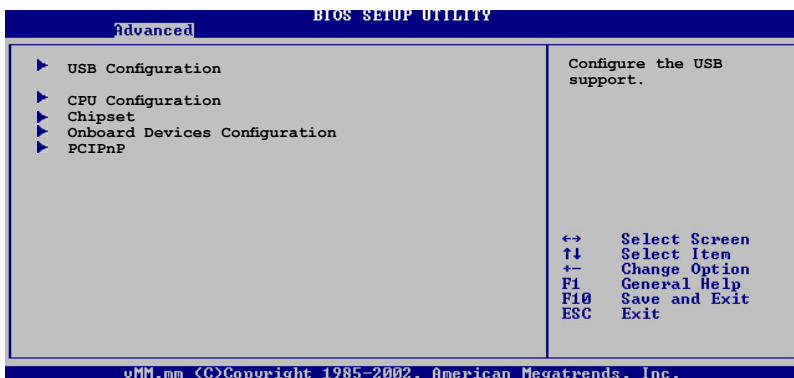 BIOS SETUP UTILITY
Advanced
USB Configuration
CPU Configuration
Chipset
Onboard Devices Configuration
PCIPnP
Configure the USB
support.
←→ Select Screen
↑↓ Select Item
+- Change Option
F1 General Help
F10 Save and Exit
ESC Exit
vMM.mm (C)Copyright 1985-2002, American Megatrends, Inc.